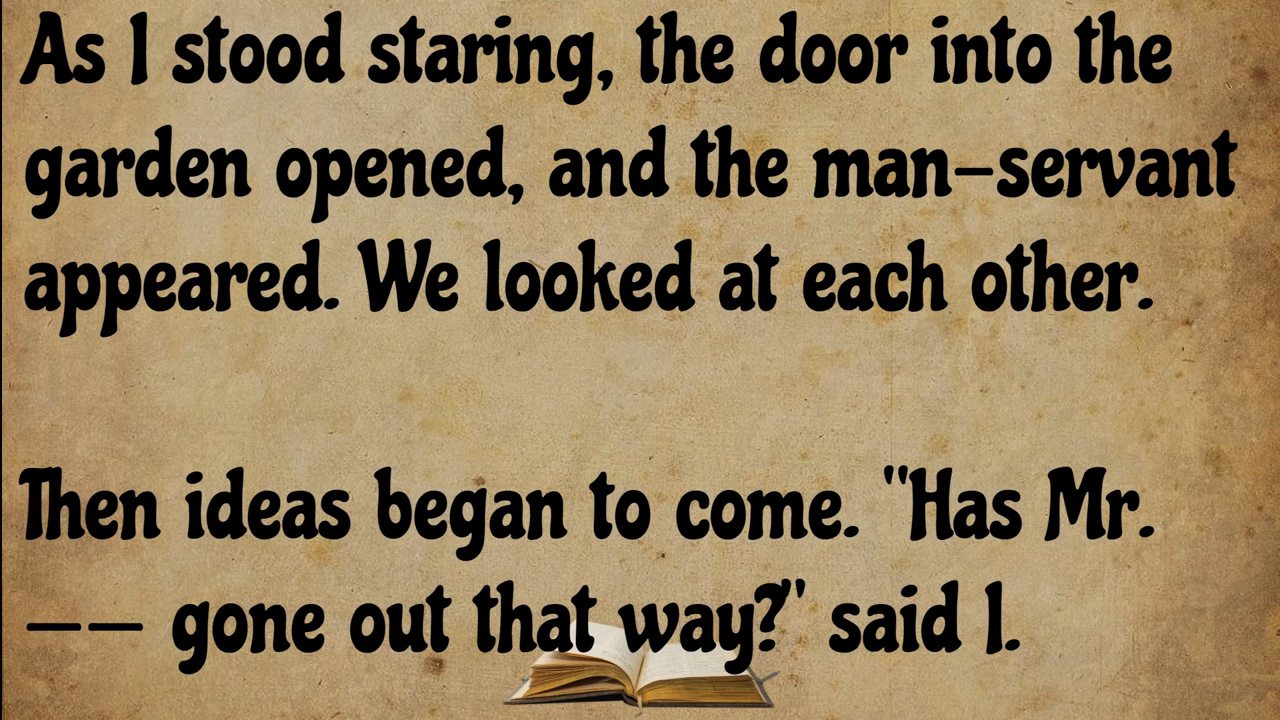 As I stood staring, the door into the
garden opened, and the man-servant
appeared. We looked at each other.
Then ideas began to come. "Has Mr.
—— gone out that way?" said I.